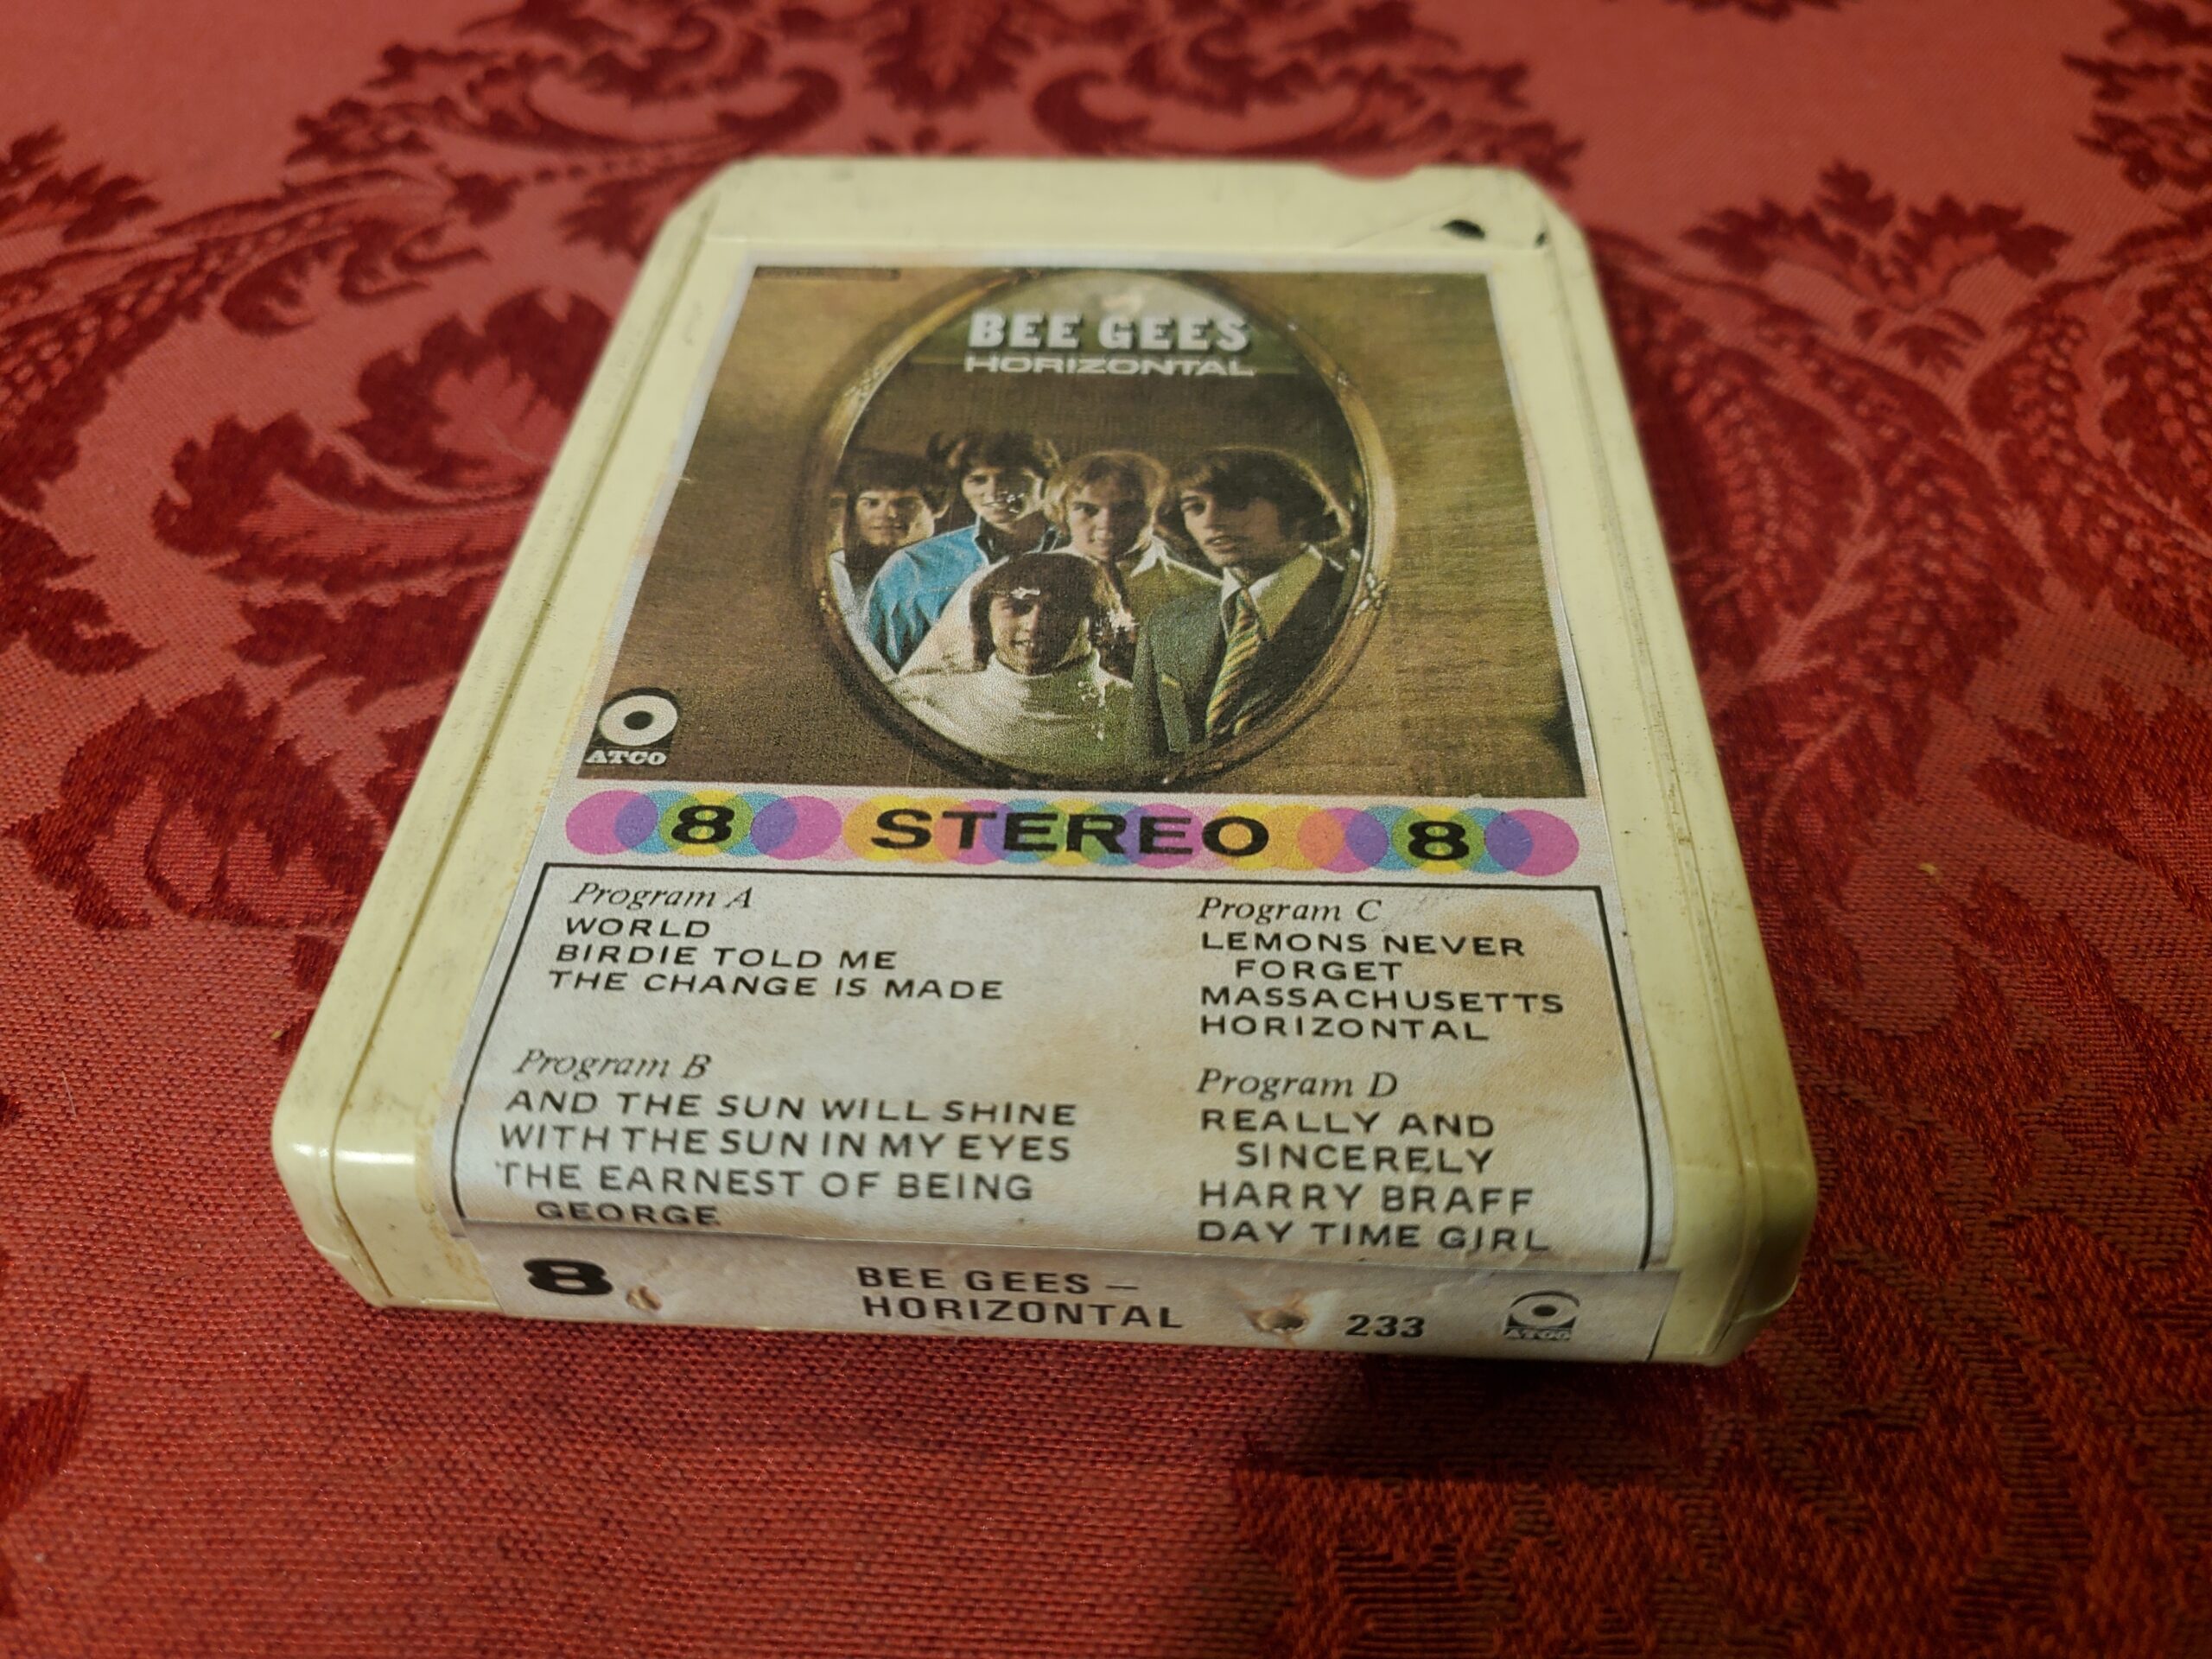 BEE GEES
HORIZONTAL
ATCO
8 STEREO 8
Program A
WORLD
BIRDIE TOLD ME
THE CHANGE IS MADE
Program B
AND THE SUN WILL SHINE
WITH THE SUN IN MY EYES
THE EARNEST OF BEING
GEORGE
Program C
LEMONS NEVER
FORGET
MASSACHUSETTS
HORIZONTAL
Program D
REALLY AND
SINCERELY
HARRY BRAFF
DAY TIME GIRL
8
BEE GEES –
HORIZONTAL
233
ATCO